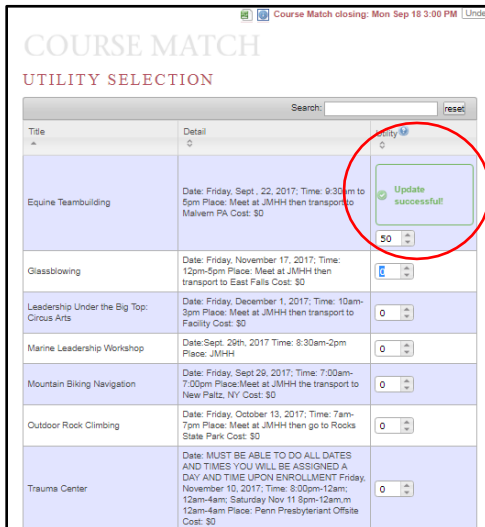 Course Match closing: Mon Sep 18 3:00 PM Unde
COURSE MATCH
UTILITY SELECTION
Search: reset
Title Detail Utility
Equine Teambuilding
Date: Friday, Sept , 22, 2017; Time: 9:30am to
5pm Place: Meet at JMHH then transport to
Malvern PA Cost: $0
Update
successful!
50
Glassblowing
Date: Friday, November 17, 2017; Time:
12pm-5pm Place: Meet at JMHH then
transport to East Falls Cost: $0
0
Leadership Under the Big Top:
Circus Arts
Date: Friday, December 1, 2017; Time: 10am-
3pm Place: Meet at JMHH then transport to
Facility Cost: $0
0
Marine Leadership Workshop
Date:Sept. 29th, 2017 Time: 8:30am-2pm
Place: JMHH
0
Mountain Biking Navigation
Date: Friday, Sept 29, 2017; Time: 7:00am-
7:00pm Place:Meet at JMHH the transport to
New Paltz, NY Cost: $0
0
Outdoor Rock Climbing
Date: Friday, October 13, 2017; Time: 7am-
7pm Place: Meet at JMHH then go to Rocks
State Park Cost: $0
0
Trauma Center
Date: MUST BE ABLE TO DO ALL DATES
AND TIMES YOU WILL BE ASSIGNED A
DAY AND TIME UPON ENROLLMENT Friday,
November 10, 2017; Time: 8:00pm-12am;
12am-4am; Saturday Nov 11 8pm-12am,m
12am-4am Place: Penn Presbyteriant Offsite
Cost: $0
0